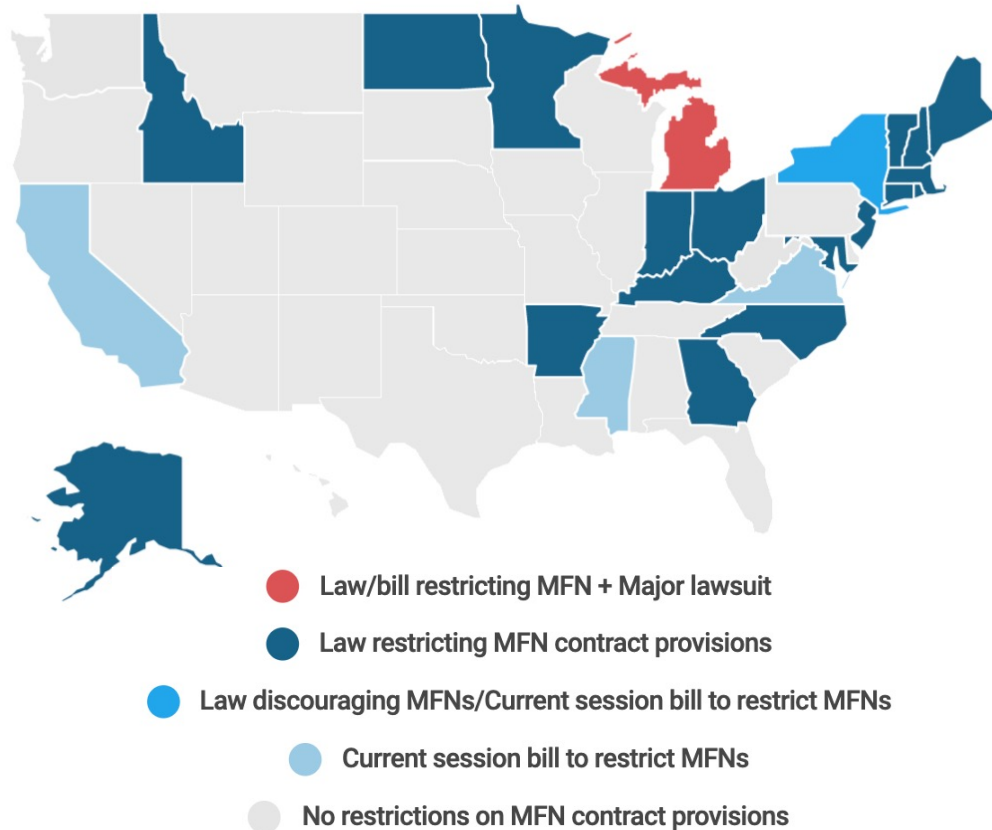 Law/bill restricting MFN + Major lawsuit
Law restricting MFN contract provisions
Law discouraging MFNs/Current session bill to restrict MFNs
Current session bill to restrict MFNs
No restrictions on MFN contract provisions